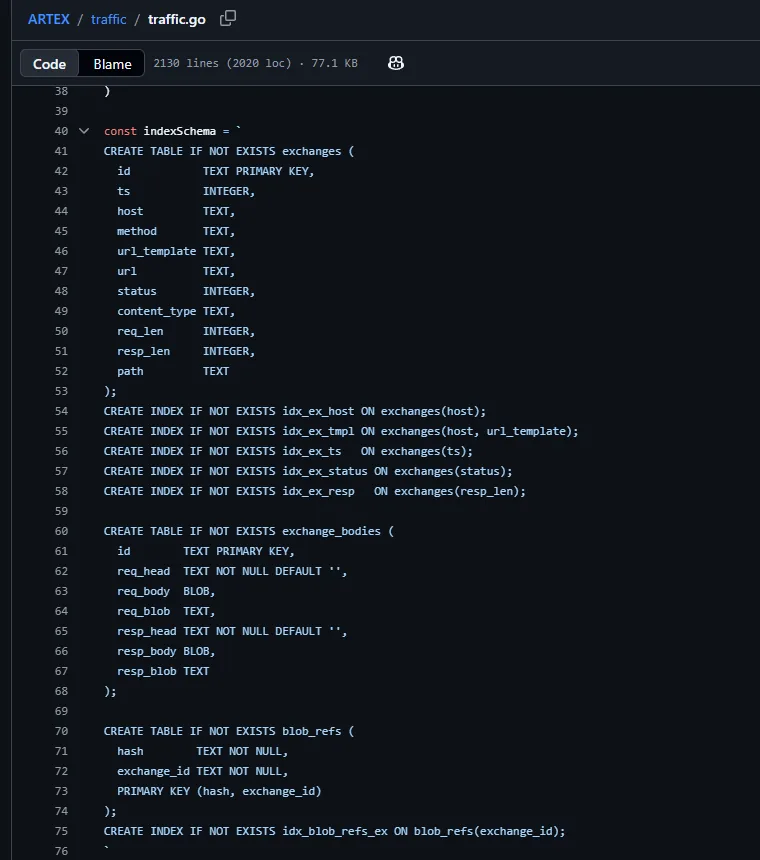 ARTEX / traffic / traffic.go
Code Blame 2130 lines (2020 loc) · 77.1 KB
38 )
39
40 const indexSchema = `
41 CREATE TABLE IF NOT EXISTS exchanges (
42   id           TEXT PRIMARY KEY,
43   ts           INTEGER,
44   host         TEXT,
45   method       TEXT,
46   url_template TEXT,
47   url          TEXT,
48   status       INTEGER,
49   content_type TEXT,
50   req_len      INTEGER,
51   resp_len     INTEGER,
52   path         TEXT
53 );
54 CREATE INDEX IF NOT EXISTS idx_ex_host ON exchanges(host);
55 CREATE INDEX IF NOT EXISTS idx_ex_tmpl ON exchanges(host, url_template);
56 CREATE INDEX IF NOT EXISTS idx_ex_ts   ON exchanges(ts);
57 CREATE INDEX IF NOT EXISTS idx_ex_status ON exchanges(status);
58 CREATE INDEX IF NOT EXISTS idx_ex_resp   ON exchanges(resp_len);
59
60 CREATE TABLE IF NOT EXISTS exchange_bodies (
61   id        TEXT PRIMARY KEY,
62   req_head  TEXT NOT NULL DEFAULT '',
63   req_body  BLOB,
64   req_blob  TEXT,
65   resp_head TEXT NOT NULL DEFAULT '',
66   resp_body BLOB,
67   resp_blob TEXT
68 );
69
70 CREATE TABLE IF NOT EXISTS blob_refs (
71   hash        TEXT NOT NULL,
72   exchange_id TEXT NOT NULL,
73   PRIMARY KEY (hash, exchange_id)
74 );
75 CREATE INDEX IF NOT EXISTS idx_blob_refs_ex ON blob_refs(exchange_id);
76 `